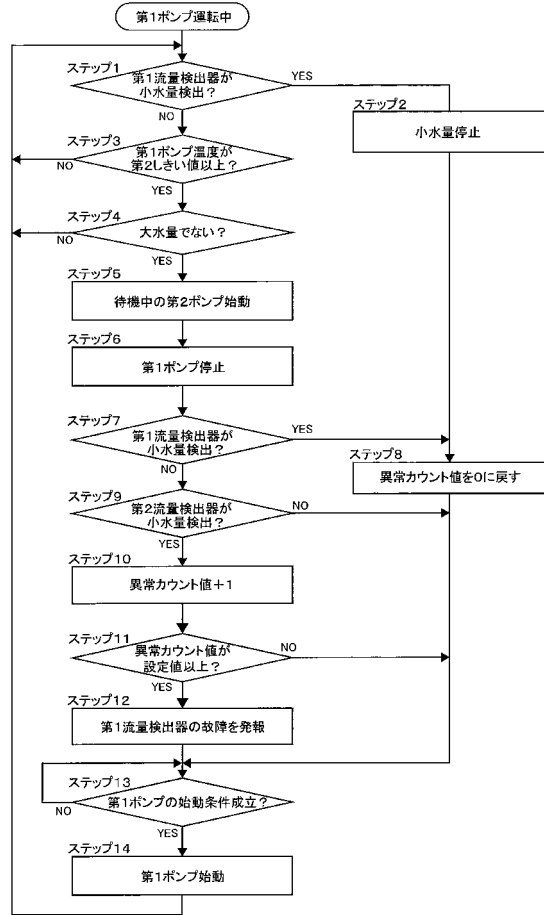 第1ポンプ運転中
ステップ1
第1流量検出器が
小水量検出?
YES
NO
ステップ2
小水量停止
ステップ3
第1ポンプ温度が
第2しきい値以上?
NO
YES
ステップ4
大水量でない?
NO
YES
ステップ5
待機中の第2ポンプ始動
ステップ6
第1ポンプ停止
ステップ7
第1流量検出器が
小水量検出?
YES
NO
ステップ8
異常カウント値を0に戻す
ステップ9
第2流量検出器が
小水量検出?
NO
YES
ステップ10
異常カウント値+1
ステップ11
異常カウント値が
設定値以上?
NO
YES
ステップ12
第1流量検出器の故障を発報
ステップ13
第1ポンプの始動条件成立?
NO
YES
ステップ14
第1ポンプ始動